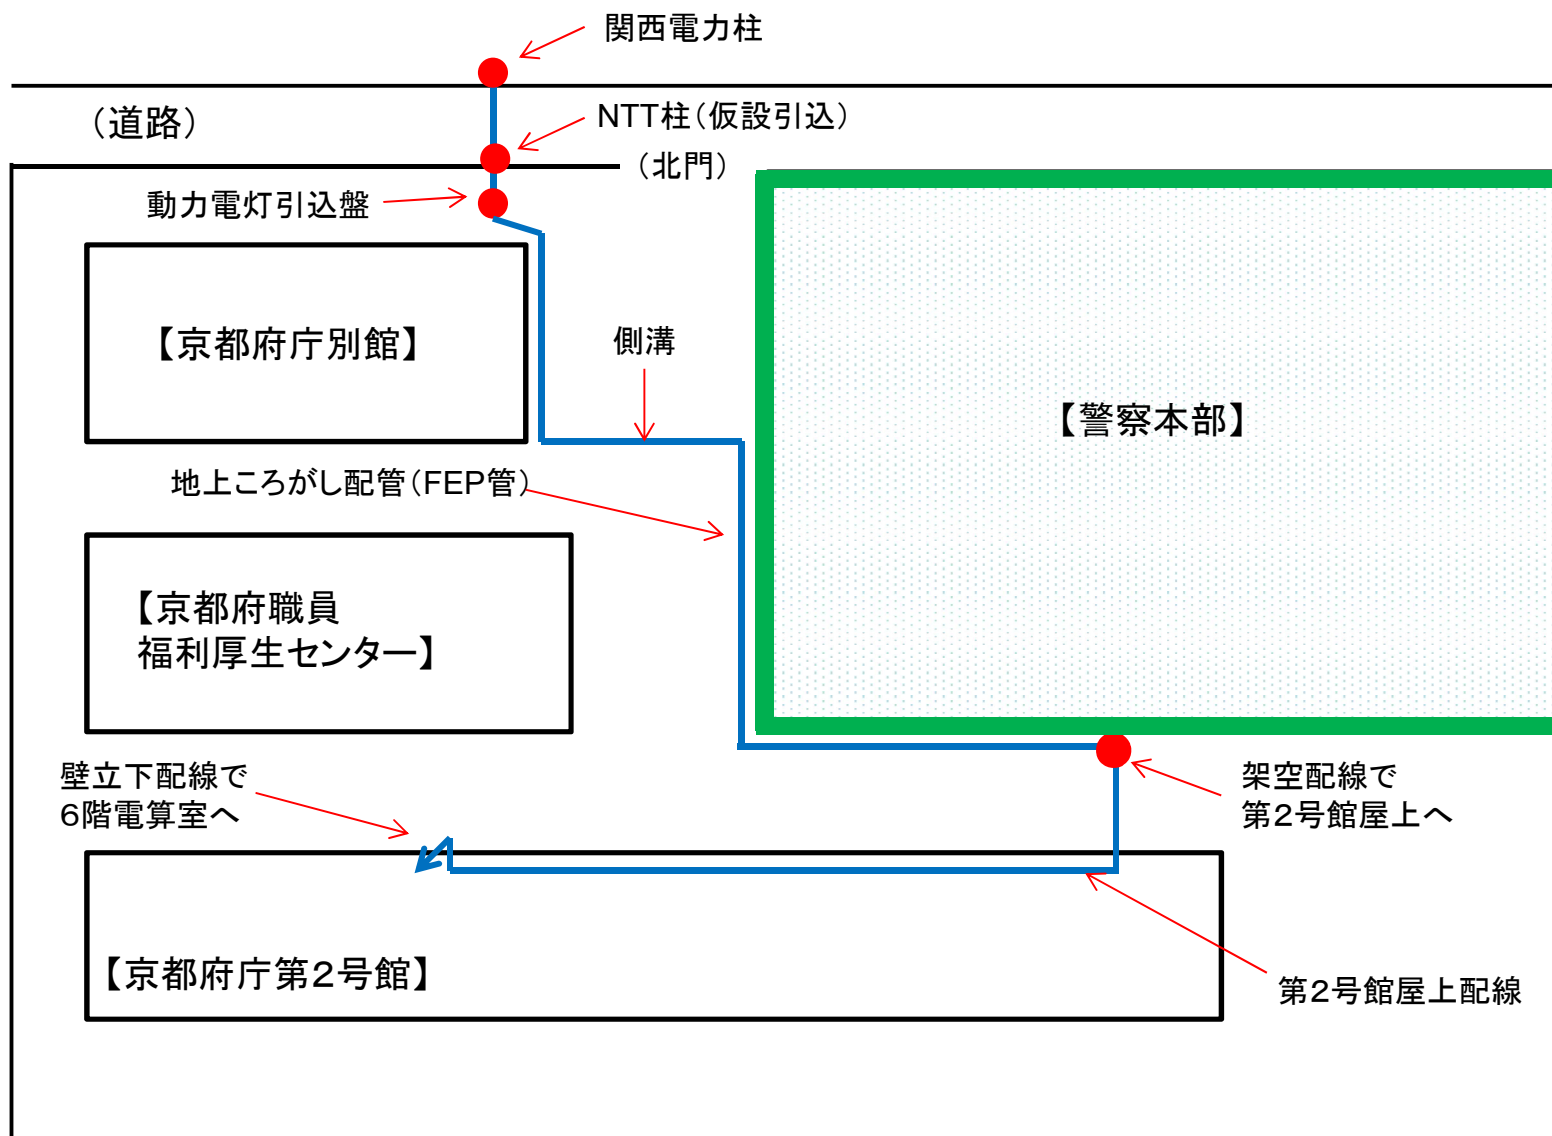 関西電力柱
（道路）
NTT柱（仮設引込）
（北門）
動力電灯引込盤
【京都府庁別館】
側溝
【警察本部】
地上ころがし配管（FEP管）
【京都府職員
福利厚生センター】
壁立下配線で
６階電算室へ
架空配線で
第２号館屋上へ
【京都府庁第２号館】
第２号館屋上配線